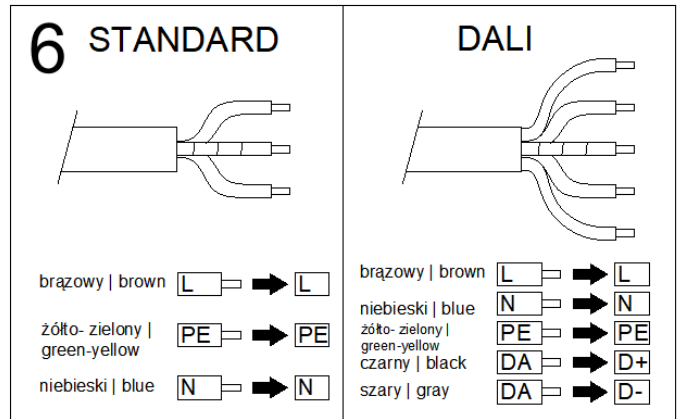 6 STANDARD
brązowy | brown L L
żółto- zielony |
green-yellow PE PE
niebieski | blue N N
DALI
brązowy | brown L L
niebieski | blue N N
żółto- zielony |
green-yellow PE PE
czarny | black DA D+
szary | gray DA D-